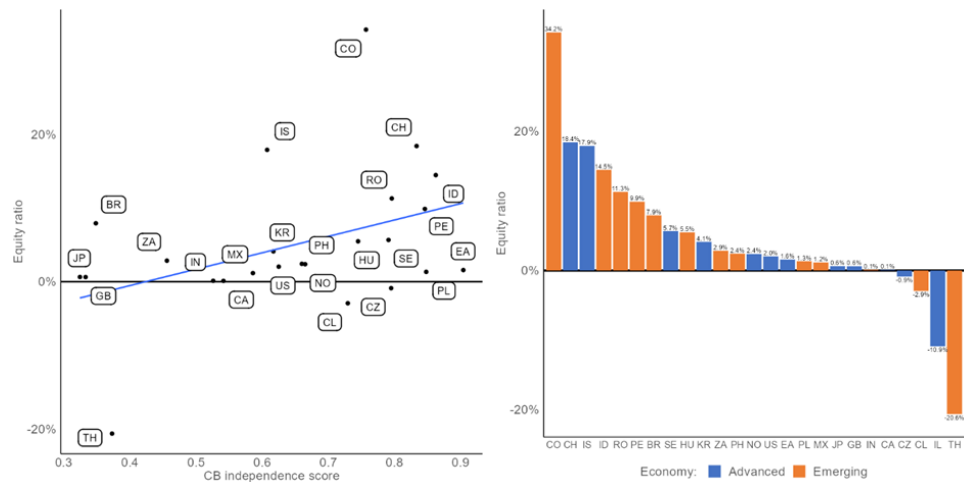 Equity ratio
20%
0%
-20%
0.3 0.4 0.5 0.6 0.7 0.8 0.9
CB independence score
CO
IS
CH
RO
ID
BR
ZA
IN
MX
KR
PH
HU
SE
PE
EA
JP
GB
CA
US
NO
CL
CZ
PL
TH
Equity ratio
20%
0%
-20%
34.2%
18.4%
17.9%
14.5%
11.3%
9.9%
7.9%
5.7%
5.5%
4.1%
2.9%
2.4%
2.4%
2.0%
1.6%
1.3%
1.2%
0.6%
0.6%
0.1%
0.1%
-0.9%
-2.9%
-10.9%
-20.6%
CO CH IS ID RO PE BR SE HU KR ZA PH NO US EA PL MX JP GB IN CA CZ CL IL TH
Economy: Advanced Emerging